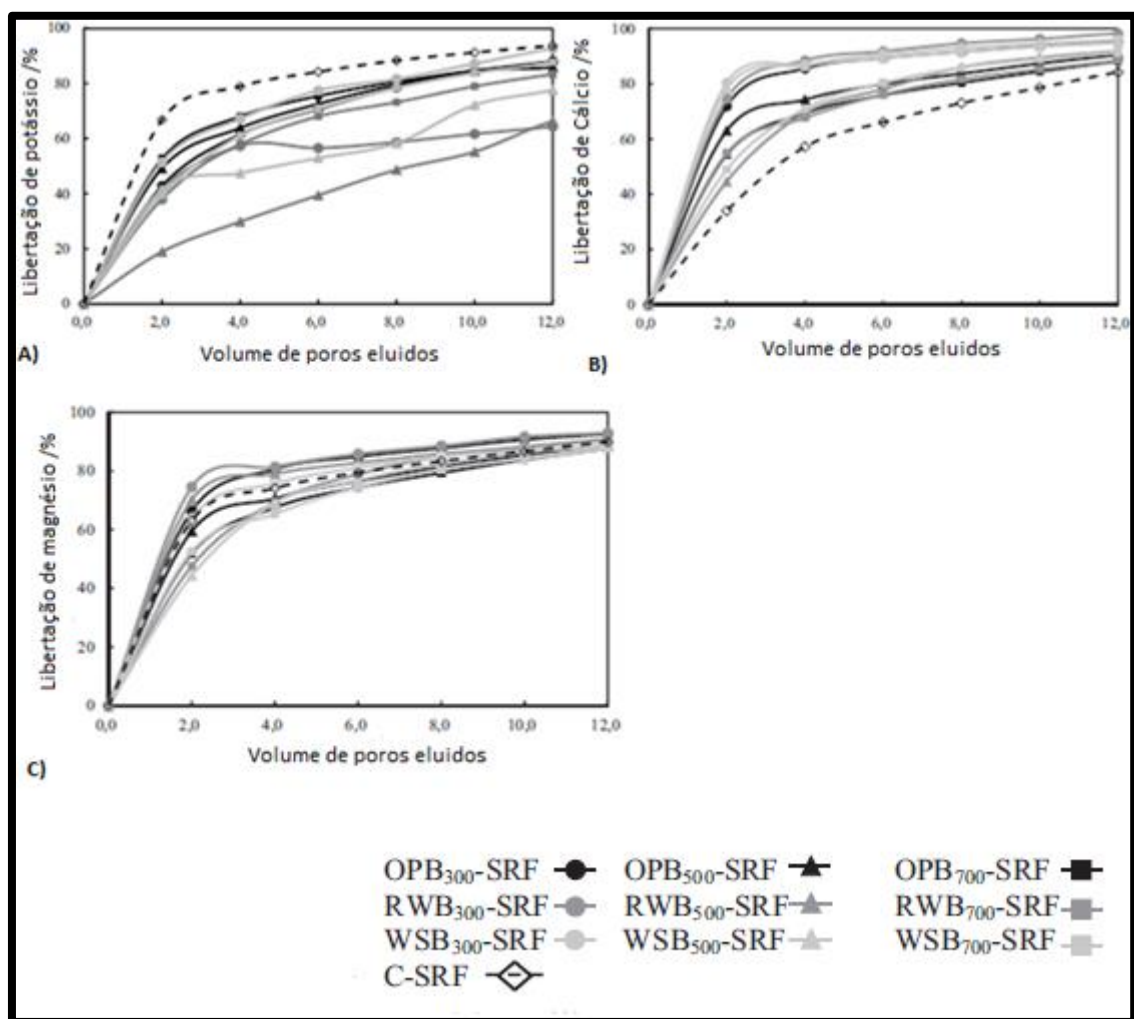 Libertação de potássio /%
100
80
60
40
20
0
0,0 2,0 4,0 6,0 8,0 10,0 12,0
Volume de poros eluidos
A)
Libertação de Cálcio /%
100
80
60
40
20
0
0,0 2,0 4,0 6,0 8,0 10,0 12,0
Volume de poros eluidos
B)
Libertação de magnésio /%
100
80
60
40
20
0
0,0 2,0 4,0 6,0 8,0 10,0 12,0
Volume de poros eluidos
C)
OPB300-SRF OPB500-SRF OPB700-SRF
RWB300-SRF RWB500-SRF RWB700-SRF
WSB300-SRF WSB500-SRF WSB700-SRF
C-SRF